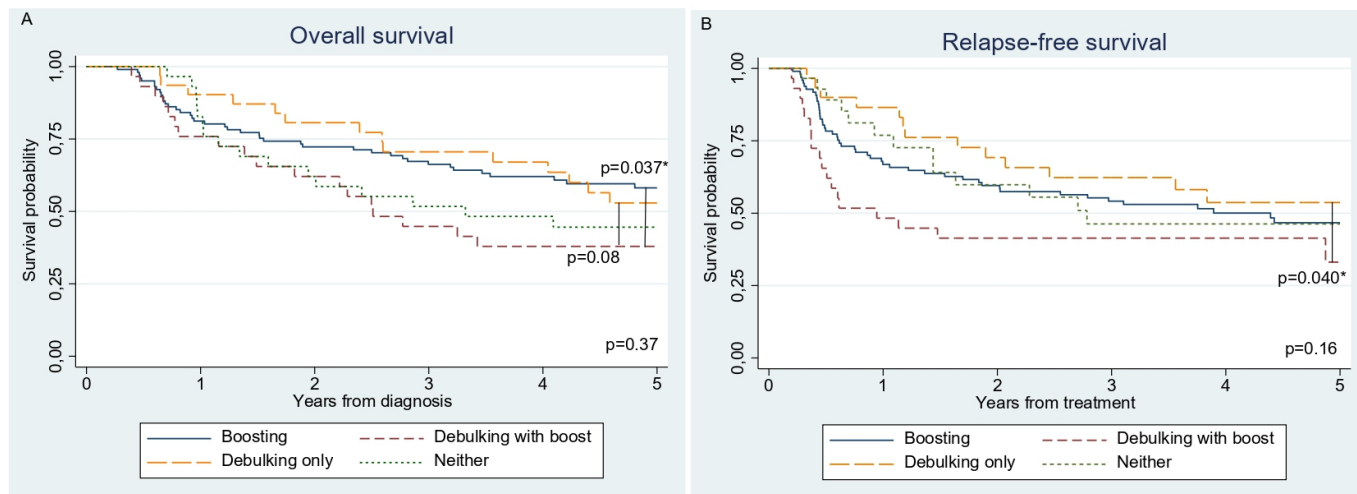 A
Overall survival
Survival probability
1,00
0,75
0,50
0,25
0,00
p=0.037*
p=0.08
p=0.37
0 1 2 3 4 5
Years from diagnosis
Boosting
Debulking with boost
Debulking only
Neither
B
Relapse-free survival
Survival probability
1,00
0,75
0,50
0,25
0,00
p=0.040*
p=0.16
0 1 2 3 4 5
Years from treatment
Boosting
Debulking with boost
Debulking only
Neither